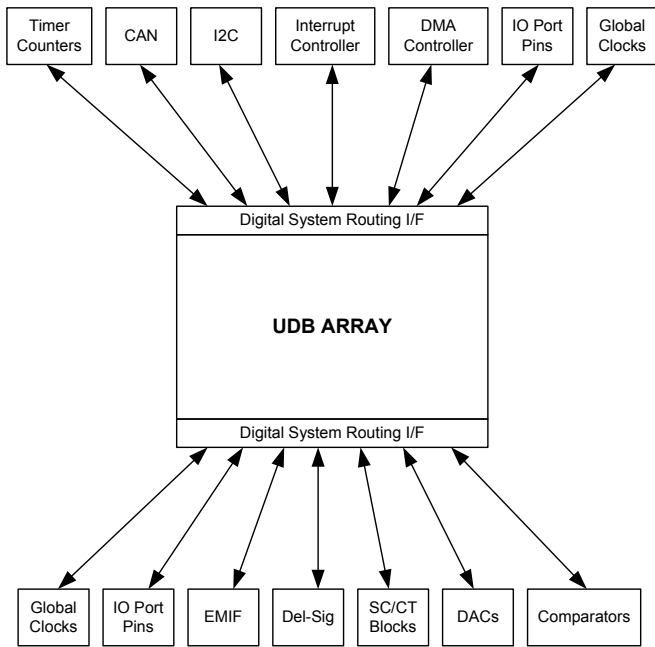 Timer
Counters
CAN
I2C
Interrupt
Controller
DMA
Controller
IO Port
Pins
Global
Clocks
Digital System Routing I/F
UDB ARRAY
Digital System Routing I/F
Global
Clocks
IO Port
Pins
EMIF
Del-Sig
SC/CT
Blocks
DACs
Comparators